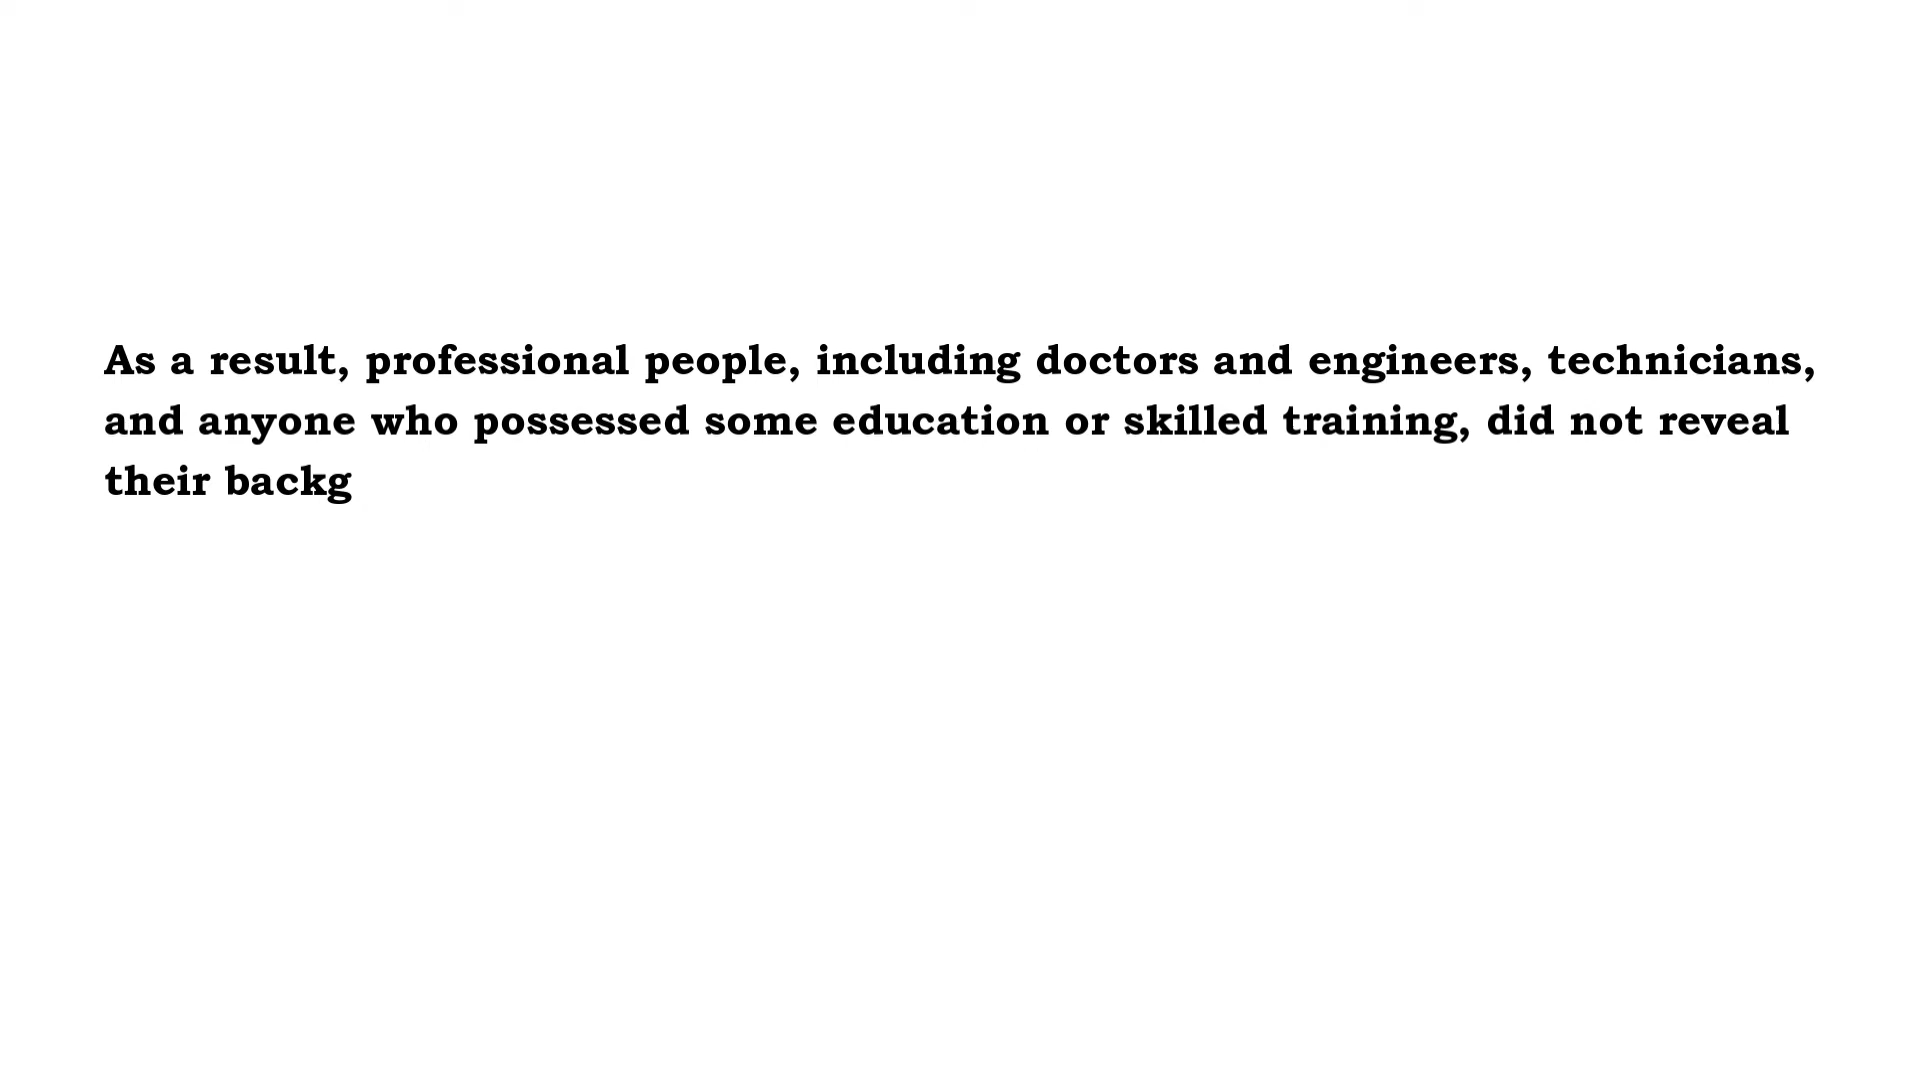 As a result, professional people, including doctors and engineers, technicians,
and anyone who possessed some education or skilled training, did not reveal
their backg